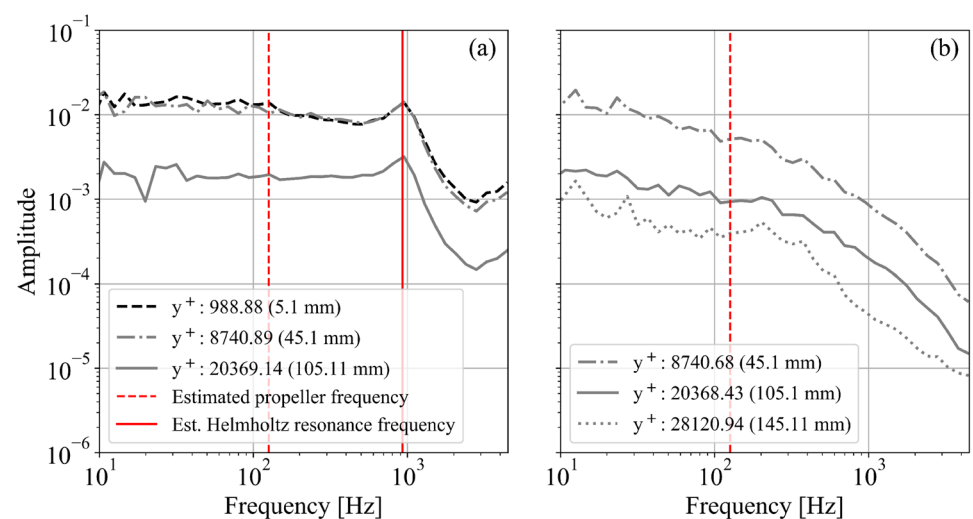 10⁻¹
10⁻²
10⁻³
10⁻⁴
10⁻⁵
10⁻⁶
Amplitude
(a)
y⁺ : 988.88 (5.1 mm)
y⁺ : 8740.89 (45.1 mm)
y⁺ : 20369.14 (105.11 mm)
Estimated propeller frequency
Est. Helmholtz resonance frequency
10¹ 10² 10³
Frequency [Hz]
(b)
y⁺ : 8740.68 (45.1 mm)
y⁺ : 20368.43 (105.1 mm)
y⁺ : 28120.94 (145.11 mm)
10¹ 10² 10³
Frequency [Hz]